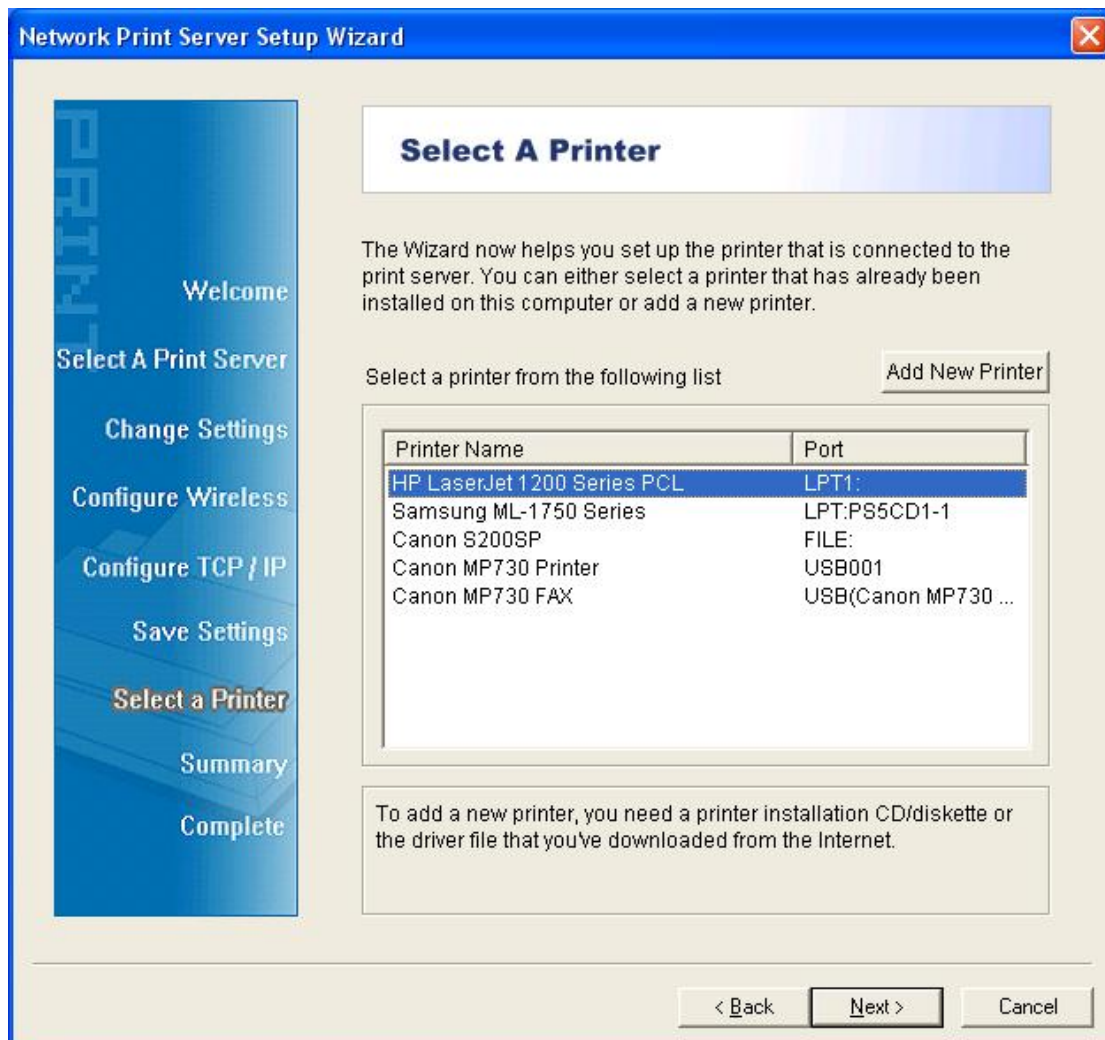 Network Print Server Setup Wizard
PRINT
Welcome
Select A Print Server
Change Settings
Configure Wireless
Configure TCP / IP
Save Settings
Select a Printer
Summary
Complete
Select A Printer
The Wizard now helps you set up the printer that is connected to the
print server. You can either select a printer that has already been
installed on this computer or add a new printer.
Select a printer from the following list
Add New Printer
Printer Name Port
HP LaserJet 1200 Series PCL LPT1:
Samsung ML-1750 Series LPT:PS5CD1-1
Canon S200SP FILE:
Canon MP730 Printer USB001
Canon MP730 FAX USB(Canon MP730 ...
To add a new printer, you need a printer installation CD/diskette or
the driver file that you've downloaded from the Internet.
< Back Next > Cancel